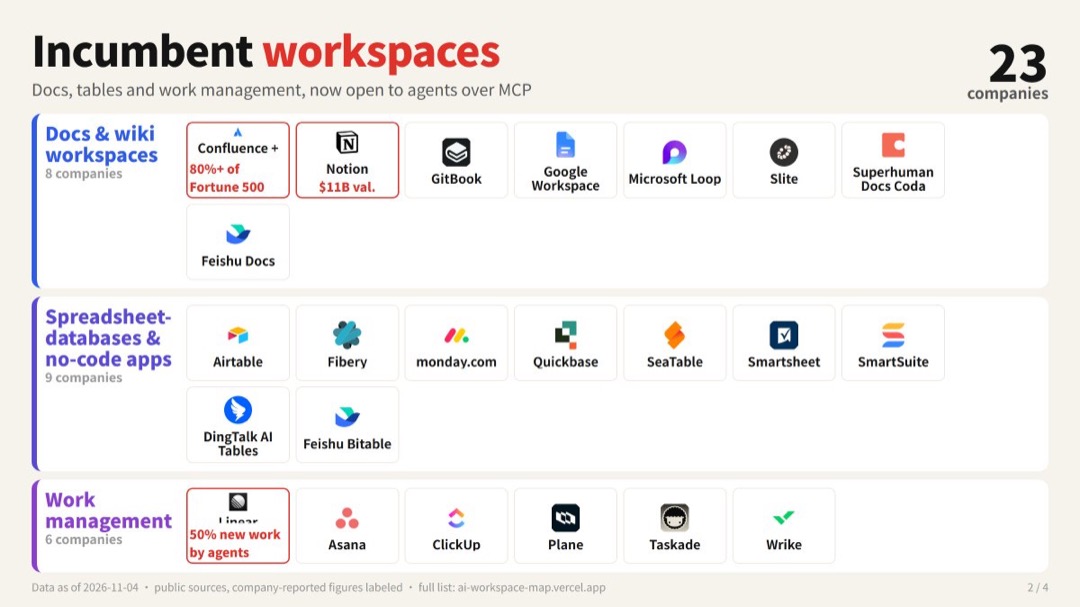 Incumbent workspaces
23
Docs, tables and work management, now open to agents over MCP
companies
Docs & wiki
workspaces
8 companies
Confluence +
80%+ of
Fortune 500
Notion
$11B val.
GitBook
Google
Workspace
Microsoft Loop
Slite
Superhuman
Docs Coda
Feishu Docs
Spreadsheet-
databases &
no-code apps
9 companies
Airtable
Fibery
monday.com
Quickbase
SeaTable
Smartsheet
SmartSuite
DingTalk AI
Tables
Feishu Bitable
Work
management
6 companies
Linear
50% new work
by agents
Asana
ClickUp
Plane
Taskade
Wrike
Data as of 2026-11-04 • public sources, company-reported figures labeled • full list: ai-workspace-map.vercel.app
2 / 4